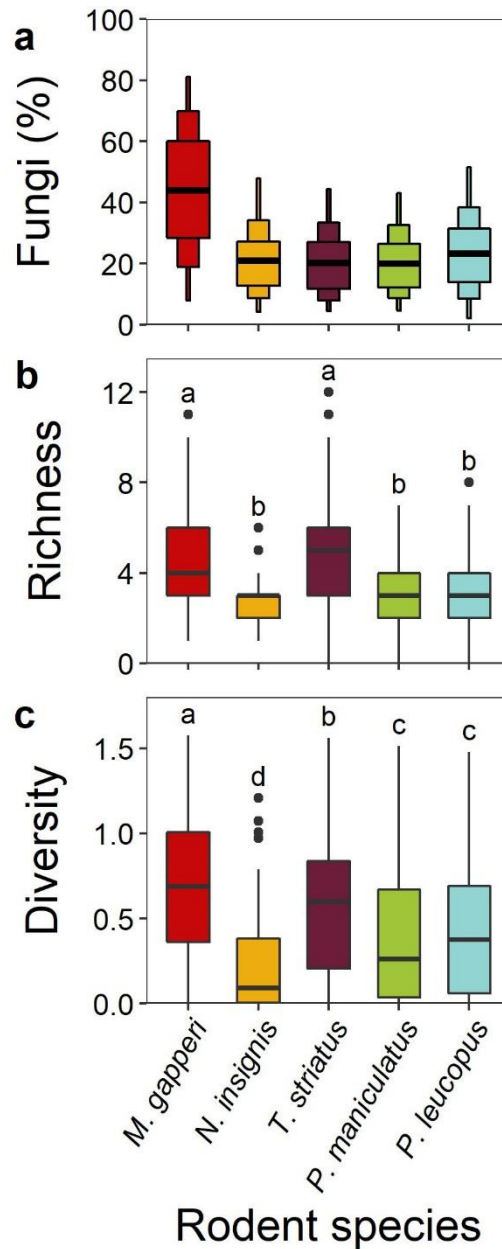 a
Fungi (%)
100
80
60
40
20
0
b
Richness
12
8
4
0
a
b
a
b
b
c
Diversity
1.5
1.0
0.5
0.0
a
d
b
c
c
M. gapperi
N. insignis
T. striatus
P. maniculatus
P. leucopus
Rodent species